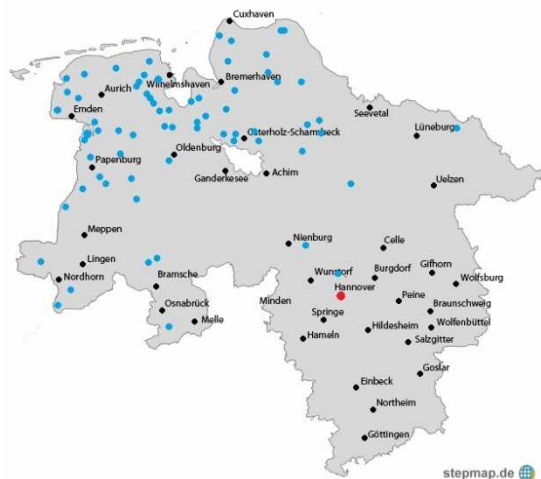 Cuxhaven
Wilhelmshaven
Bremerhaven
Aurich
Emden
Seevetal
Lüneburg
Osterholz-Scharmbeck
Oldenburg
Papenburg
Ganderkesee
Achim
Uelzen
Meppen
Nienburg
Celle
Lingen
Nordhorn
Bramsche
Wunstorf
Burgdorf
Gifhorn
Wolfsburg
Hannover
Minden
Peine
Braunschweig
Osnabrück
Melle
Springe
Hildesheim
Wolfenbüttel
Hameln
Salzgitter
Goslar
Einbeck
Northeim
Göttingen
stepmap.de